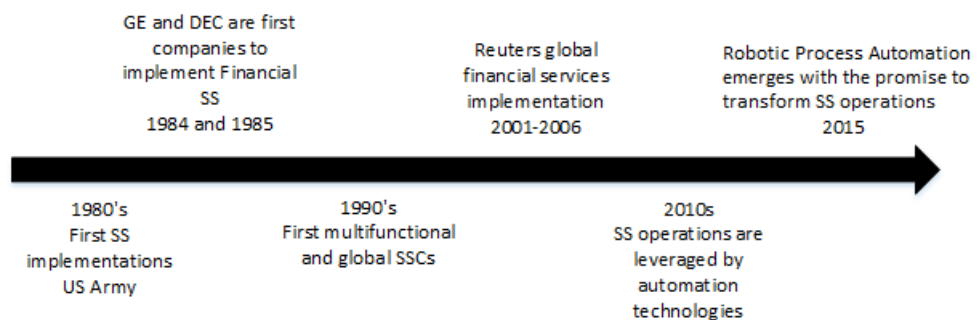 GE and DEC are first
companies to
implement Financial
SS
1984 and 1985
Reuters global
financial services
implementation
2001-2006
Robotic Process Automation
emerges with the promise to
transform SS operations
2015
1980's
First SS
implementations
US Army
1990's
First multifunctional
and global SSCs
2010s
SS operations are
leveraged by
automation
technologies